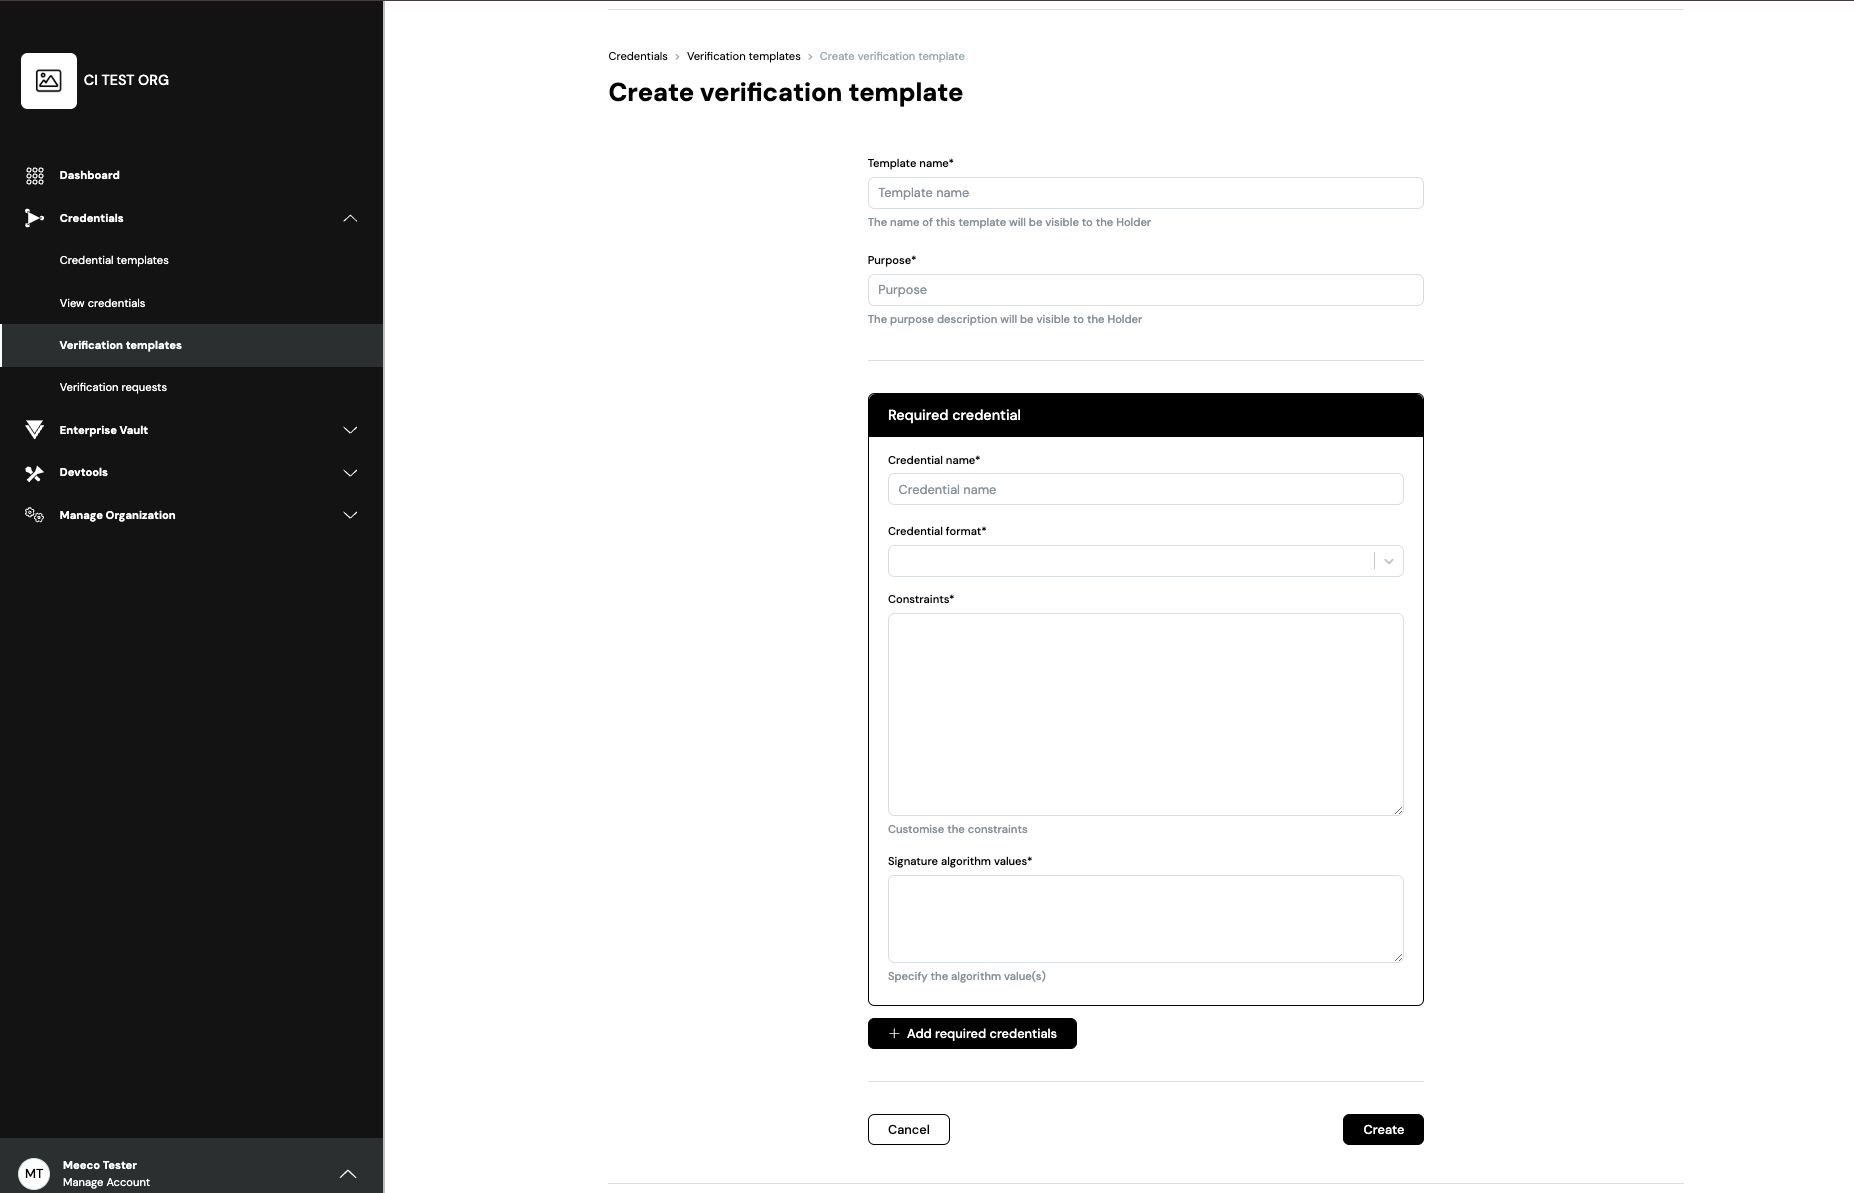 CI TEST ORG
Dashboard
Credentials
Credential templates
View credentials
Verification templates
Verification requests
Enterprise Vault
Devtools
Manage Organization
MT
Meeco Tester
Manage Account
Credentials > Verification templates > Create verification template
Create verification template
Template name*
Template name
The name of this template will be visible to the Holder
Purpose*
Purpose
The purpose description will be visible to the Holder
Required credential
Credential name*
Credential name
Credential format*
Constraints*
Customise the constraints
Signature algorithm values*
Specify the algorithm value(s)
+ Add required credentials
Cancel
Create